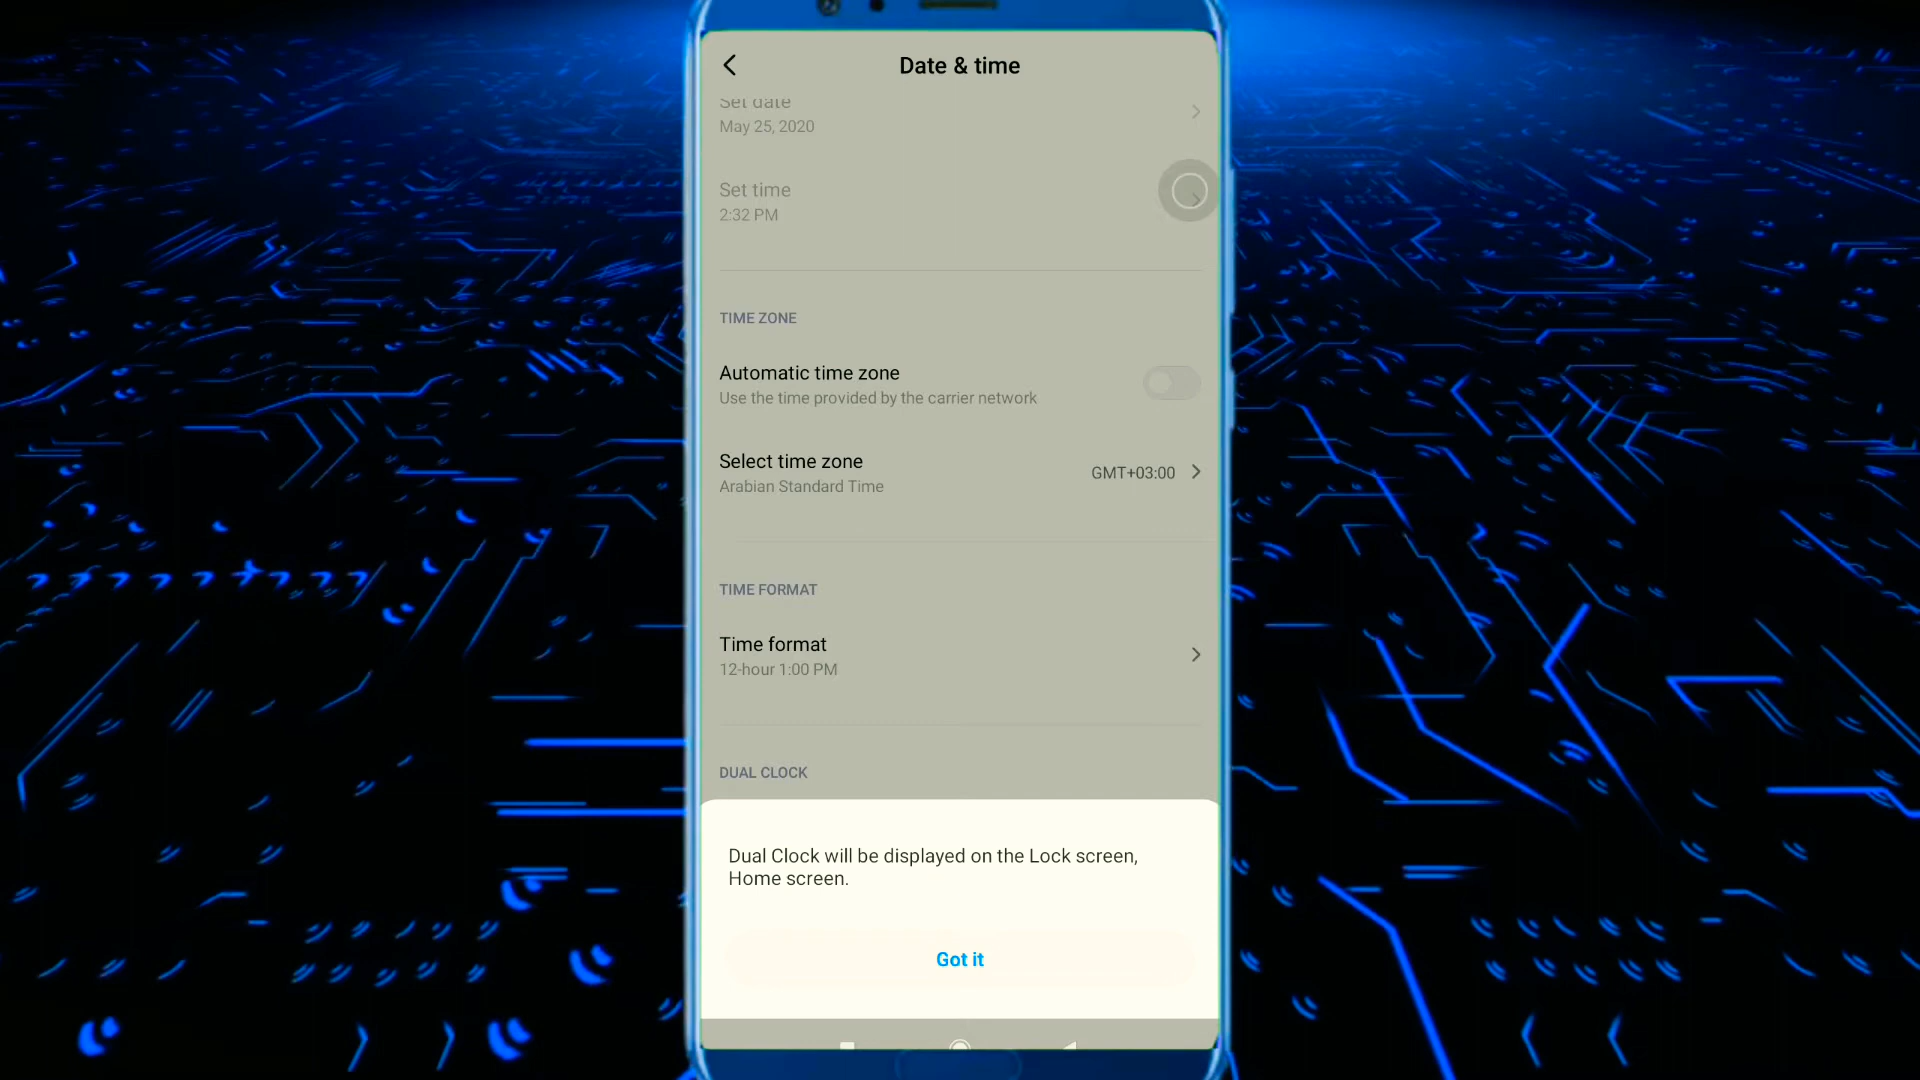 Date & time
Set date
May 25, 2020
Set time
2:32 PM
TIME ZONE
Automatic time zone
Use the time provided by the carrier network
Select time zone
Arabian Standard Time
GMT+03:00
TIME FORMAT
Time format
12-hour 1:00 PM
DUAL CLOCK
Dual Clock will be displayed on the Lock screen,
Home screen.
Got it